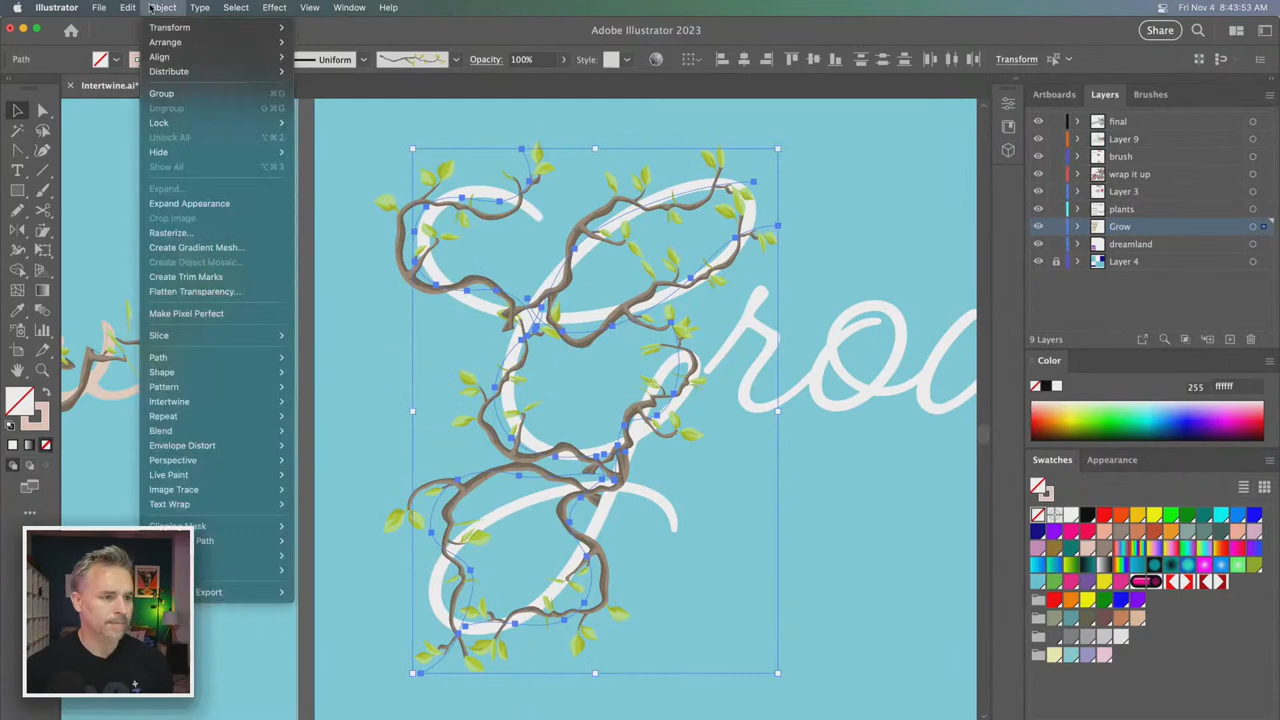 Illustrator File Edit Object Type Select Effect View Window Help Fri Nov 4 8:43:53 AM
Adobe Illustrator 2023 Share
Path Uniform Opacity: 100% Style: Transform
Intertwine.ai*
Transform
Arrange
Align
Distribute
Group ⌘G
Ungroup ⇧⌘G
Lock
Unlock All ⌥⌘2
Hide
Show All ⌥⌘3
Expand...
Expand Appearance
Crop Image
Rasterize...
Create Gradient Mesh...
Create Object Mosaic...
Create Trim Marks
Flatten Transparency...
Make Pixel Perfect
Slice
Path
Shape
Pattern
Intertwine
Repeat
Blend
Envelope Distort
Perspective
Live Paint
Image Trace
Text Wrap
Clipping Mask
Path
Export
Artboards Layers Brushes
final
Layer 9
brush
wrap it up
Layer 3
plants
Grow
dreamland
Layer 4
9 Layers
Color
255 ffffff
Swatches Appearance